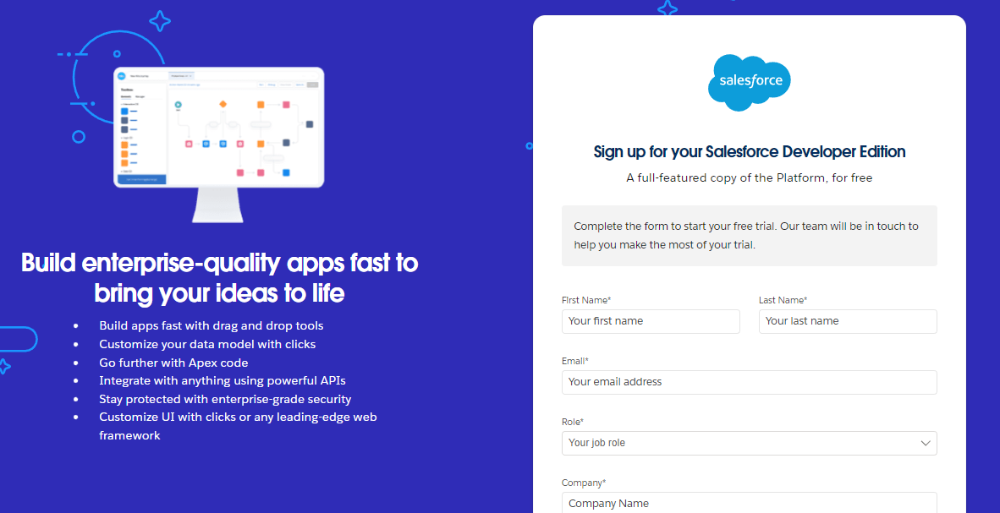 Build enterprise-quality apps fast to
bring your ideas to life
• Build apps fast with drag and drop tools
• Customize your data model with clicks
• Go further with Apex code
• Integrate with anything using powerful APIs
• Stay protected with enterprise-grade security
• Customize UI with clicks or any leading-edge web
framework
salesforce
Sign up for your Salesforce Developer Edition
A full-featured copy of the Platform, for free
Complete the form to start your free trial. Our team will be in touch to
help you make the most of your trial.
First Name* Last Name*
Your first name Your last name
Email*
Your email address
Role*
Your job role
Company*
Company Name